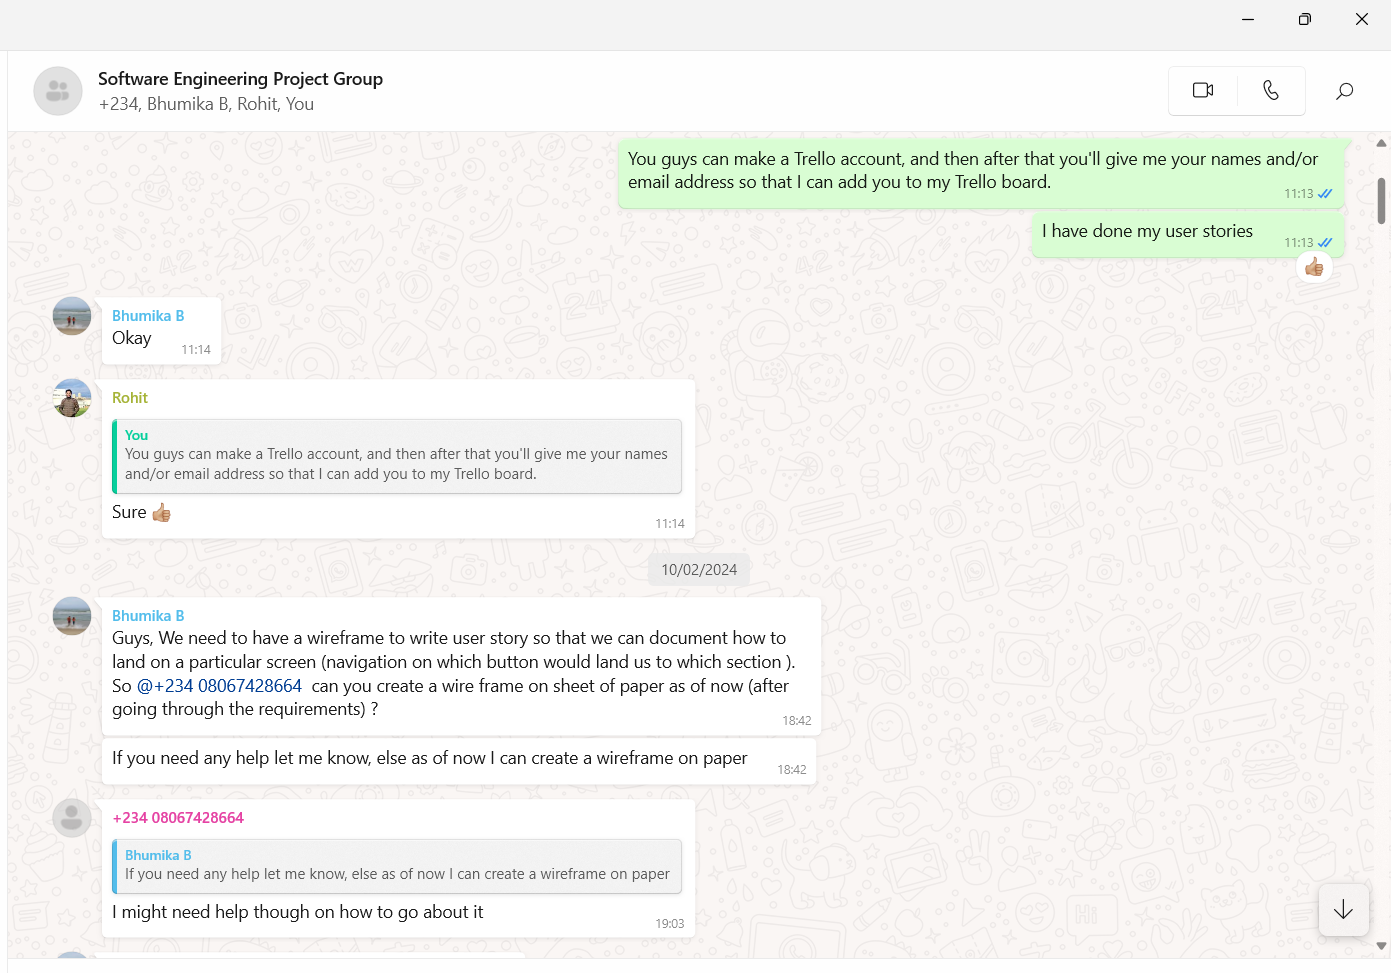 Software Engineering Project Group
+234, Bhumika B, Rohit, You
You guys can make a Trello account, and then after that you'll give me your names and/or
email address so that I can add you to my Trello board.
11:13
I have done my user stories
11:13
👍🏽
Bhumika B
Okay
11:14
Rohit
You
You guys can make a Trello account, and then after that you'll give me your names
and/or email address so that I can add you to my Trello board.
Sure 👍🏽
11:14
10/02/2024
Bhumika B
Guys, We need to have a wireframe to write user story so that we can document how to
land on a particular screen (navigation on which button would land us to which section ).
So @+234 08067428664 can you create a wire frame on sheet of paper as of now (after
going through the requirements) ?
18:42
If you need any help let me know, else as of now I can create a wireframe on paper
18:42
+234 08067428664
Bhumika B
If you need any help let me know, else as of now I can create a wireframe on paper
I might need help though on how to go about it
19:03